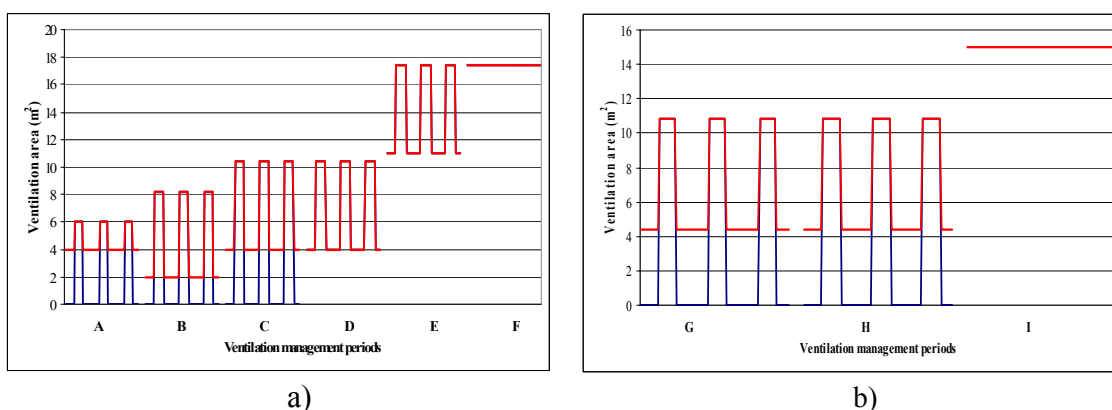 20
18
16
14
12
10
8
6
4
2
0
Ventilation area (m²)
A B C D E F
Ventilation management periods
a)
16
14
12
10
8
6
4
2
0
Ventilation area (m²)
G H I
Ventilation management periods
b)